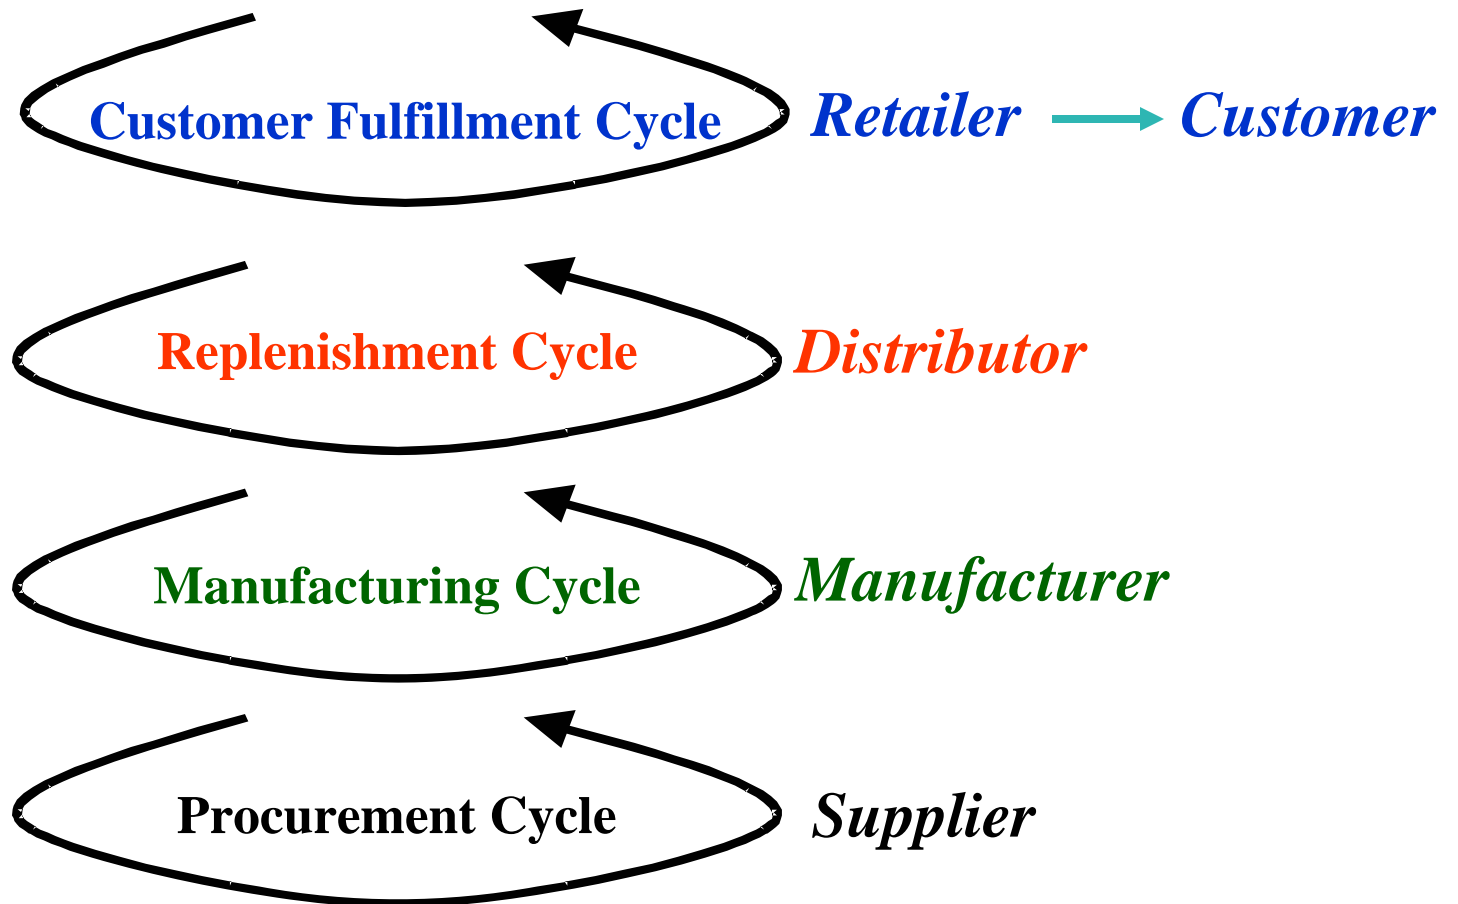 Customer Fulfillment Cycle Retailer Customer
Replenishment Cycle Distributor
Manufacturing Cycle Manufacturer
Procurement Cycle Supplier